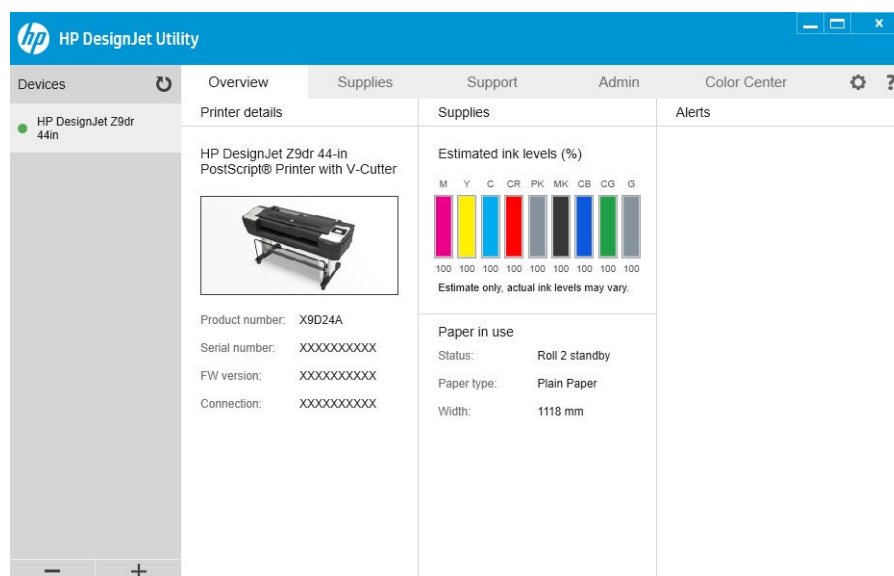 hp HP DesignJet Utility
Devices
HP DesignJet Z9dr
44in
Overview Supplies Support Admin Color Center ?
Printer details
HP DesignJet Z9dr 44-in
PostScript® Printer with V-Cutter
Product number: X9D24A
Serial number: XXXXXXXXXX
FW version: XXXXXXXXXX
Connection: XXXXXXXXXX
Supplies
Estimated ink levels (%)
M Y C CR PK MK CB CG G
100 100 100 100 100 100 100 100 100
Estimate only, actual ink levels may vary.
Paper in use
Status: Roll 2 standby
Paper type: Plain Paper
Width: 1118 mm
Alerts